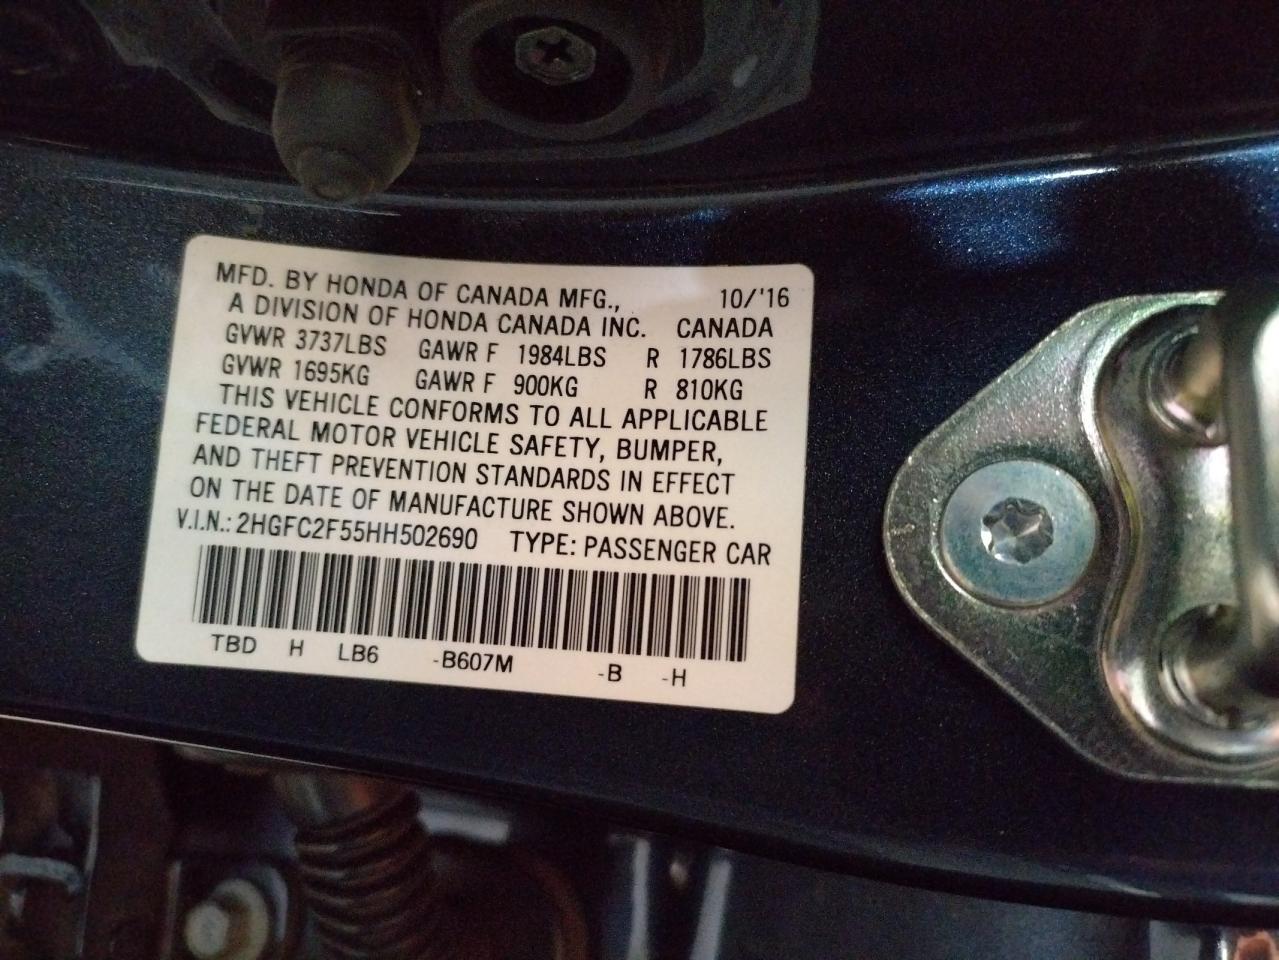 MFD. BY HONDA OF CANADA MFG., 10/'16
A DIVISION OF HONDA CANADA INC. CANADA
GVWR 3737LBS GAWR F 1984LBS R 1786LBS
GVWR 1695KG GAWR F 900KG R 810KG
THIS VEHICLE CONFORMS TO ALL APPLICABLE
FEDERAL MOTOR VEHICLE SAFETY, BUMPER,
AND THEFT PREVENTION STANDARDS IN EFFECT
ON THE DATE OF MANUFACTURE SHOWN ABOVE.
V.I.N.: 2HGFC2F55HH502690 TYPE: PASSENGER CAR
TBD H LB6 -B607M -B -H